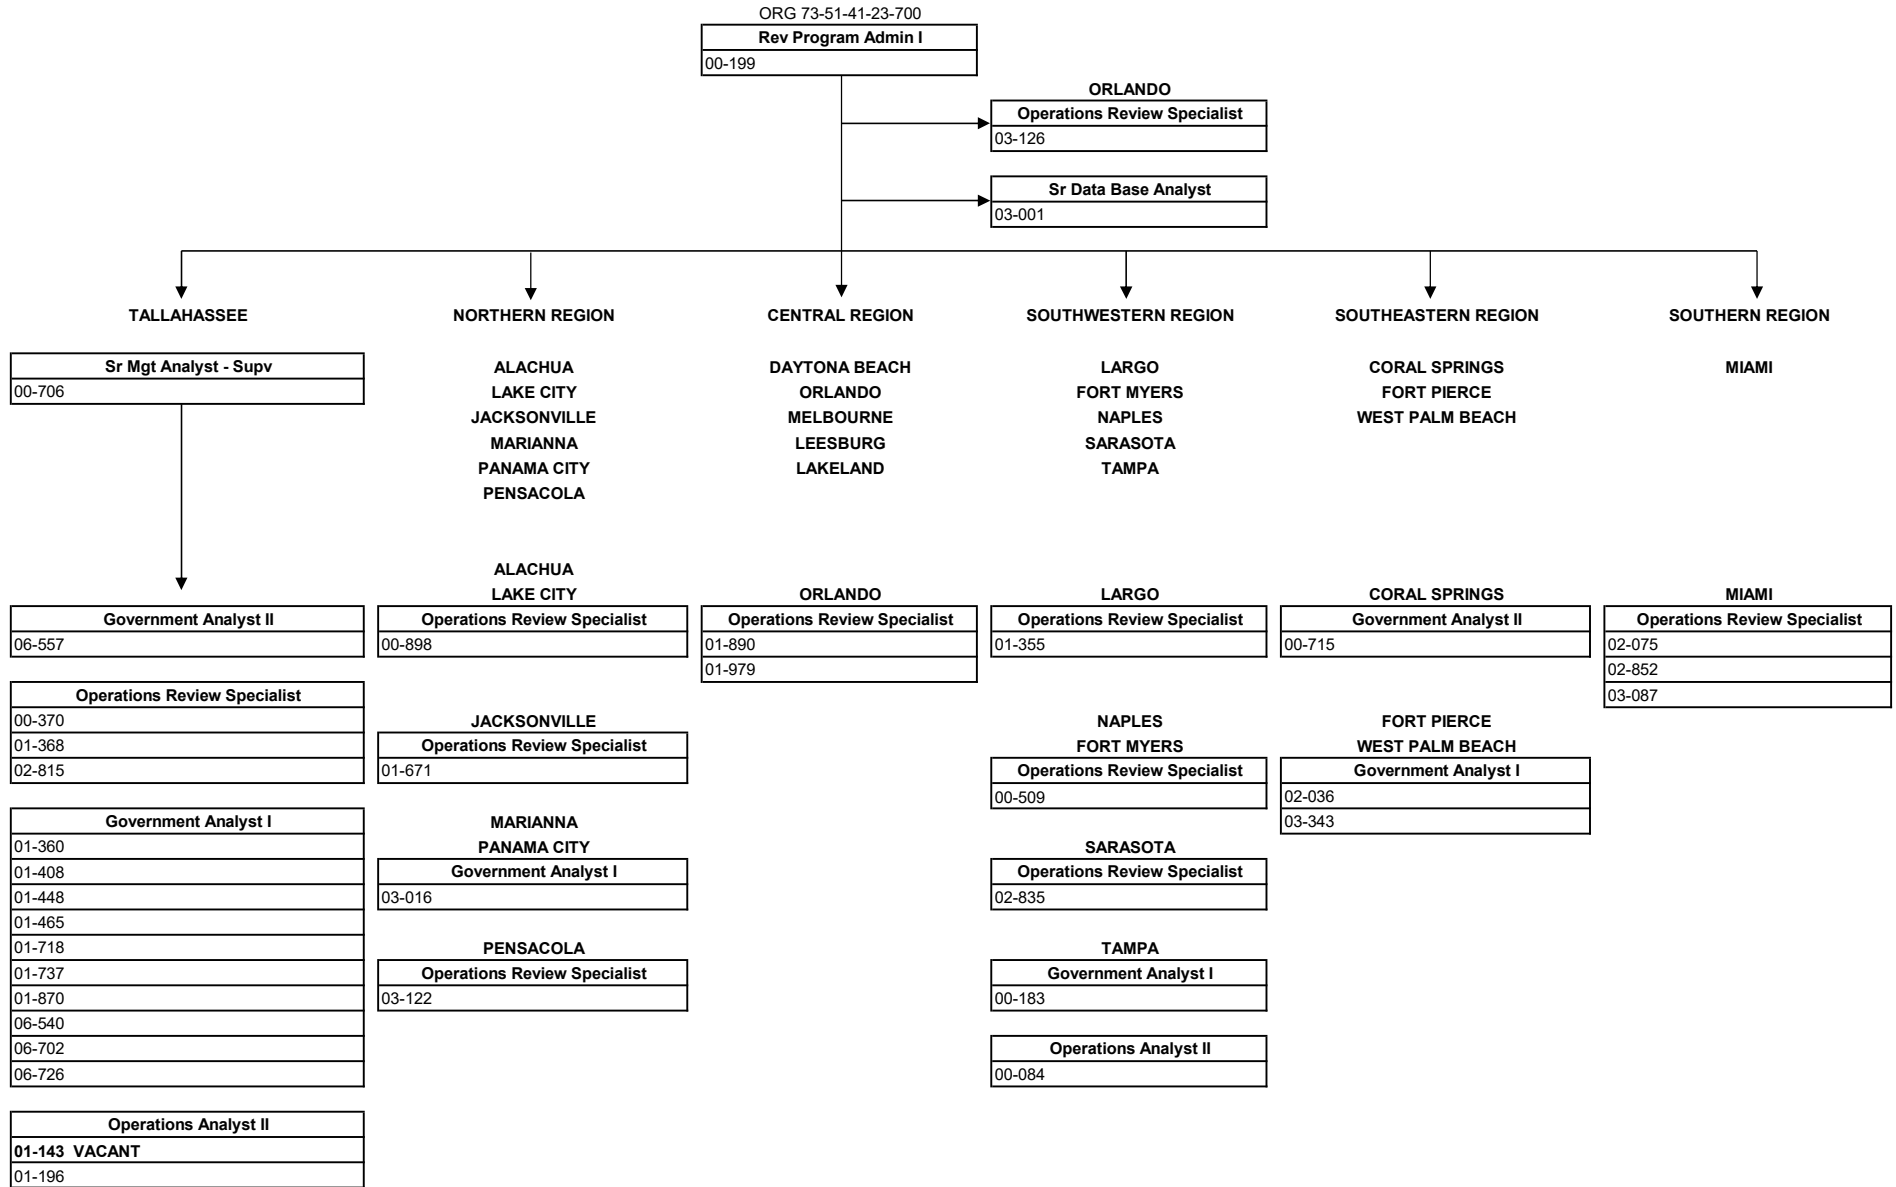 ORG 73-51-41-23-700
Rev Program Admin I
00-199
ORLANDO
Operations Review Specialist
03-126
Sr Data Base Analyst
03-001
TALLAHASSEE
Sr Mgt Analyst - Supv
00-706
Government Analyst II
06-557
Operations Review Specialist
00-370
01-368
02-815
Government Analyst I
01-360
01-408
01-448
01-465
01-718
01-737
01-870
06-540
06-702
06-726
Operations Analyst II
01-143 VACANT
01-196
NORTHERN REGION
ALACHUA
LAKE CITY
JACKSONVILLE
MARIANNA
PANAMA CITY
PENSACOLA
ALACHUA
LAKE CITY
Operations Review Specialist
00-898
JACKSONVILLE
Operations Review Specialist
01-671
MARIANNA
PANAMA CITY
Government Analyst I
03-016
PENSACOLA
Operations Review Specialist
03-122
CENTRAL REGION
DAYTONA BEACH
ORLANDO
MELBOURNE
LEESBURG
LAKELAND
ORLANDO
Operations Review Specialist
01-890
01-979
SOUTHWESTERN REGION
LARGO
FORT MYERS
NAPLES
SARASOTA
TAMPA
LARGO
Operations Review Specialist
01-355
NAPLES
FORT MYERS
Operations Review Specialist
00-509
SARASOTA
Operations Review Specialist
02-835
TAMPA
Government Analyst I
00-183
Operations Analyst II
00-084
SOUTHEASTERN REGION
CORAL SPRINGS
FORT PIERCE
WEST PALM BEACH
CORAL SPRINGS
Government Analyst II
00-715
FORT PIERCE
WEST PALM BEACH
Government Analyst I
02-036
03-343
SOUTHERN REGION
MIAMI
MIAMI
Operations Review Specialist
02-075
02-852
03-087